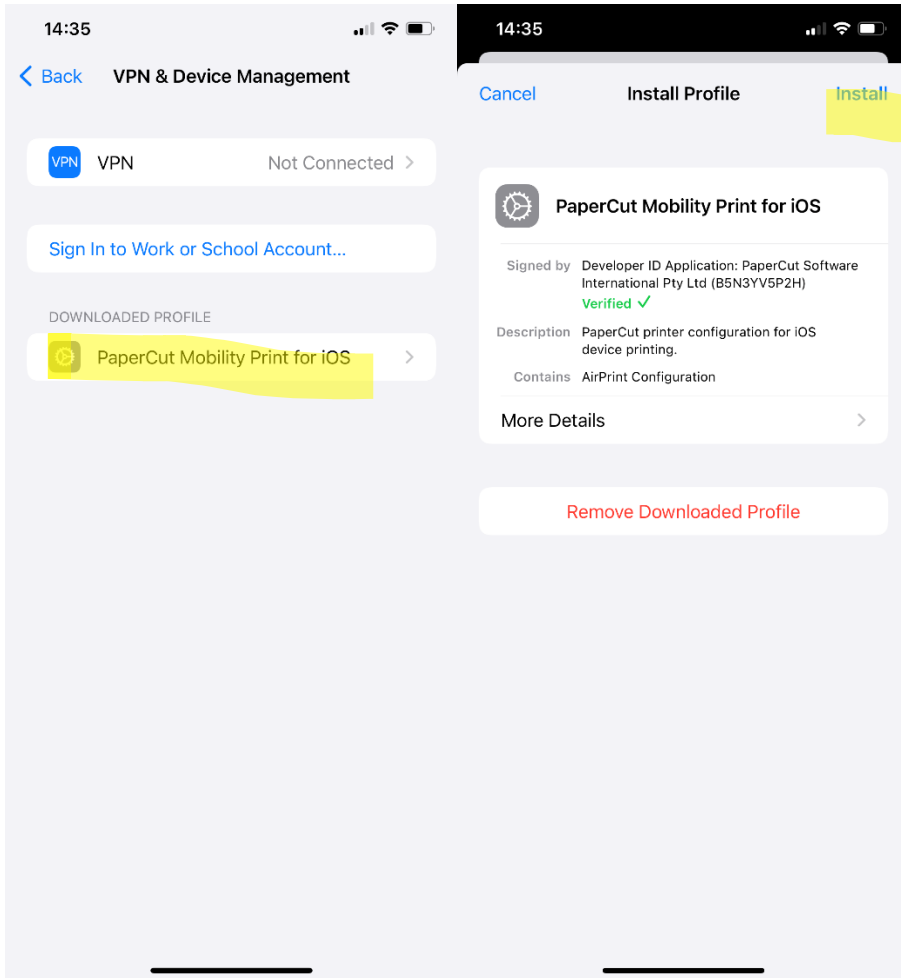 14:35
Back VPN & Device Management
VPN VPN Not Connected
Sign In to Work or School Account...
DOWNLOADED PROFILE
PaperCut Mobility Print for iOS
14:35
Cancel Install Profile Install
PaperCut Mobility Print for iOS
Signed by Developer ID Application: PaperCut Software
International Pty Ltd (B5N3YV5P2H)
Verified
Description PaperCut printer configuration for iOS
device printing.
Contains AirPrint Configuration
More Details
Remove Downloaded Profile